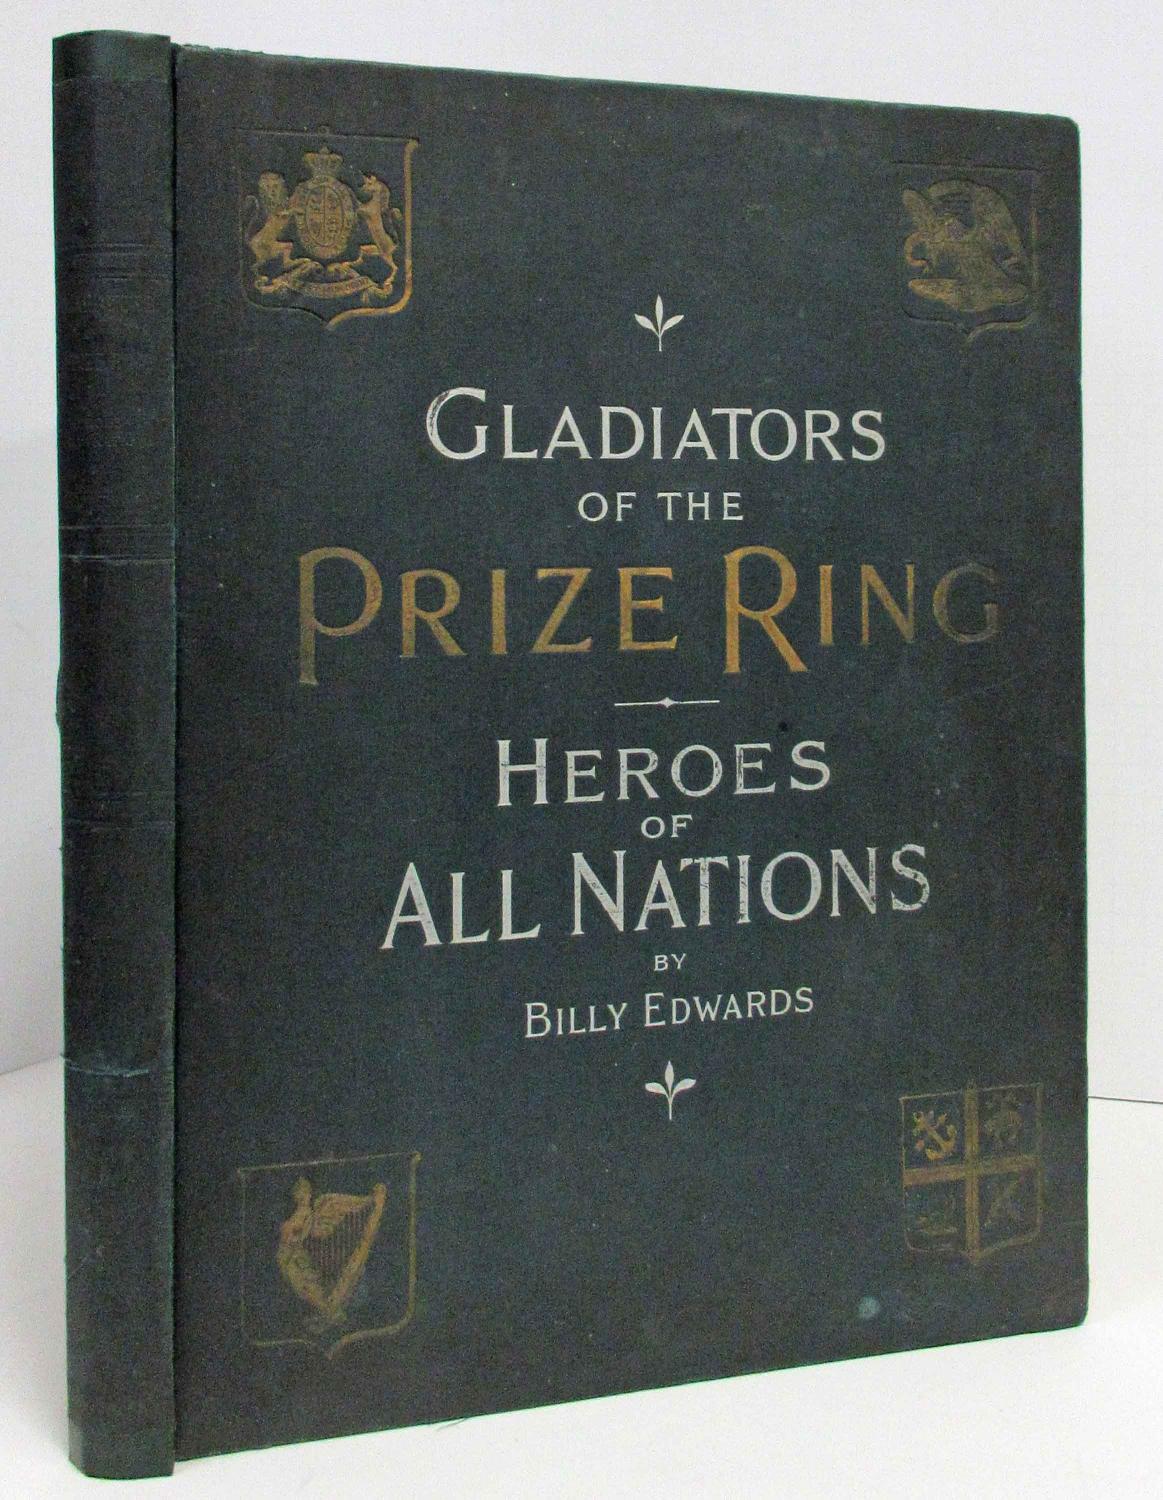 GLADIATORS
OF THE
PRIZE RING
HEROES
OF
ALL NATIONS
BY
BILLY EDWARDS